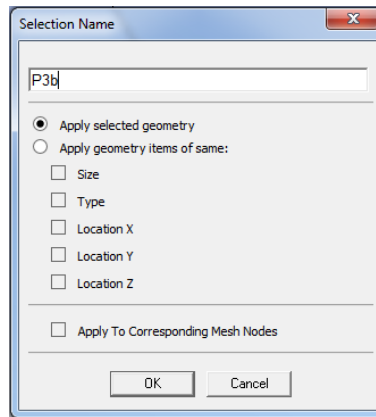 Selection Name
P3b
Apply selected geometry
Apply geometry items of same:
Size
Type
Location X
Location Y
Location Z
Apply To Corresponding Mesh Nodes
OK Cancel